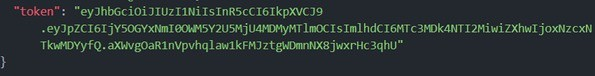 "token": "eyJhbGciOiJIUzI1NiIsInR5cCI6IkpXVCJ9
.eyJpZCI6IjY5OGYxNmI0OWM5Y2U5MjU4MDMyMTlmOCIsImlhdCI6MTc3MDk4NTI2MiwiZXhwIjoxNzcxN
TkwMDYyfQ.aXWvgOaR1nVpvhqlaw1kFMJztgWDmnNX8jwxrHc3qhU"
}